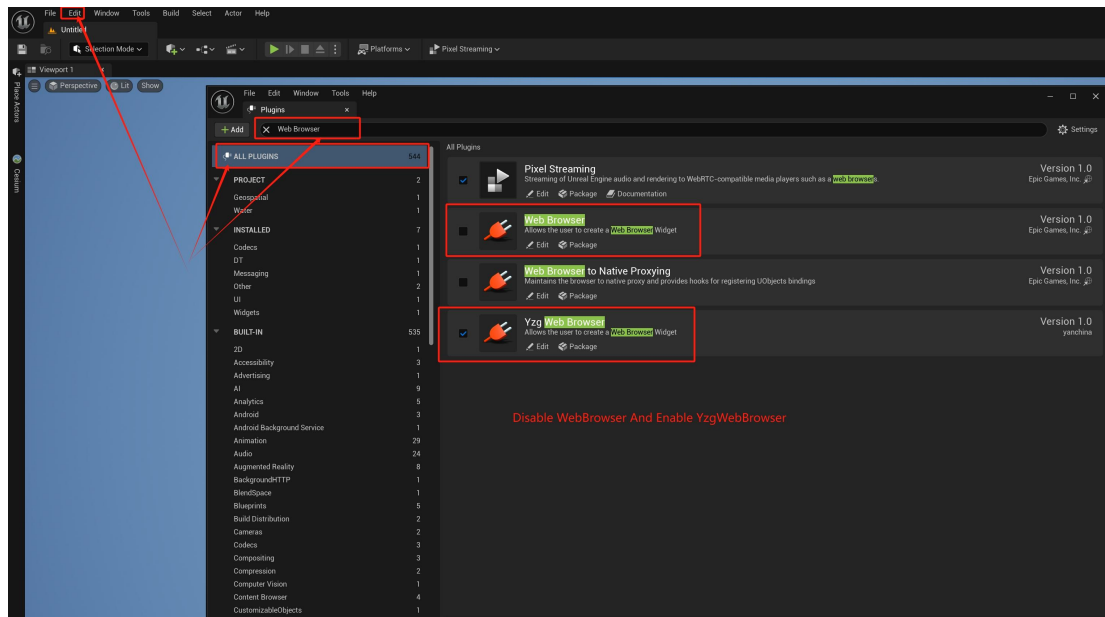 File Edit Window Tools Build Select Actor Help
Untitled
Selection Mode Platforms Pixel Streaming
Viewport 1
Perspective Lit Show
Place Actors
Cesium
File Edit Window Tools Help
Plugins
Add Web Browser Settings
ALL PLUGINS 544
PROJECT 2
Geospatial 1
Water 1
INSTALLED 7
Codecs 1
DT 1
Messaging 1
Other 2
UI 1
Widgets 1
BUILT-IN 535
2D 1
Accessibility 3
Advertising 1
AI 9
Analytics 5
Android 3
Android Background Service 1
Animation 29
Audio 24
Augmented Reality 8
BackgroundHTTP 1
BlendSpace 1
Blueprints 5
Build Distribution 2
Cameras 2
Codecs 3
Compositing 3
Compression 2
Computer Vision 1
Content Browser 4
CustomizableObjects 1
All Plugins
Pixel Streaming Version 1.0
Streaming of Unreal Engine audio and rendering to WebRTC-compatible media players such as a web browsers. Epic Games, Inc.
Edit Package Documentation
Web Browser Version 1.0
Allows the user to create a Web Browser Widget Epic Games, Inc.
Edit Package
Web Browser to Native Proxying Version 1.0
Maintains the browser to native proxy and provides hooks for registering UObjects bindings Epic Games, Inc.
Edit Package
Yzg Web Browser Version 1.0
Allows the user to create a Web Browser Widget yanchina
Edit Package
Disable WebBrowser And Enable YzgWebBrowser